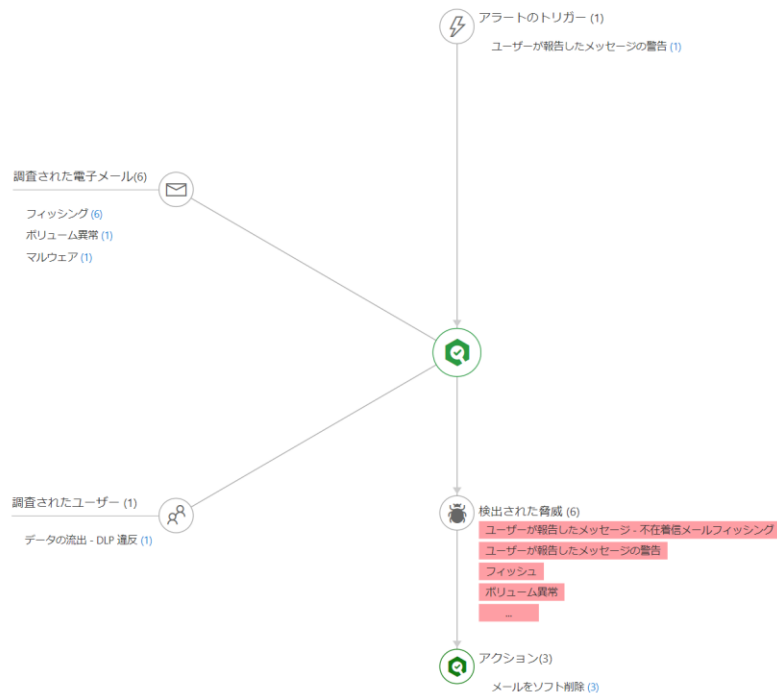 アラートのトリガー (1)
ユーザーが報告したメッセージの警告 (1)
調査された電子メール(6)
フィッシング (6)
ボリューム異常 (1)
マルウェア (1)
調査されたユーザー (1)
データの流出 - DLP 違反 (1)
検出された脅威 (6)
ユーザーが報告したメッセージ - 不在着信メールフィッシング
ユーザーが報告したメッセージの警告
フィッシュ
ボリューム異常
...
アクション(3)
メールをソフト削除 (3)